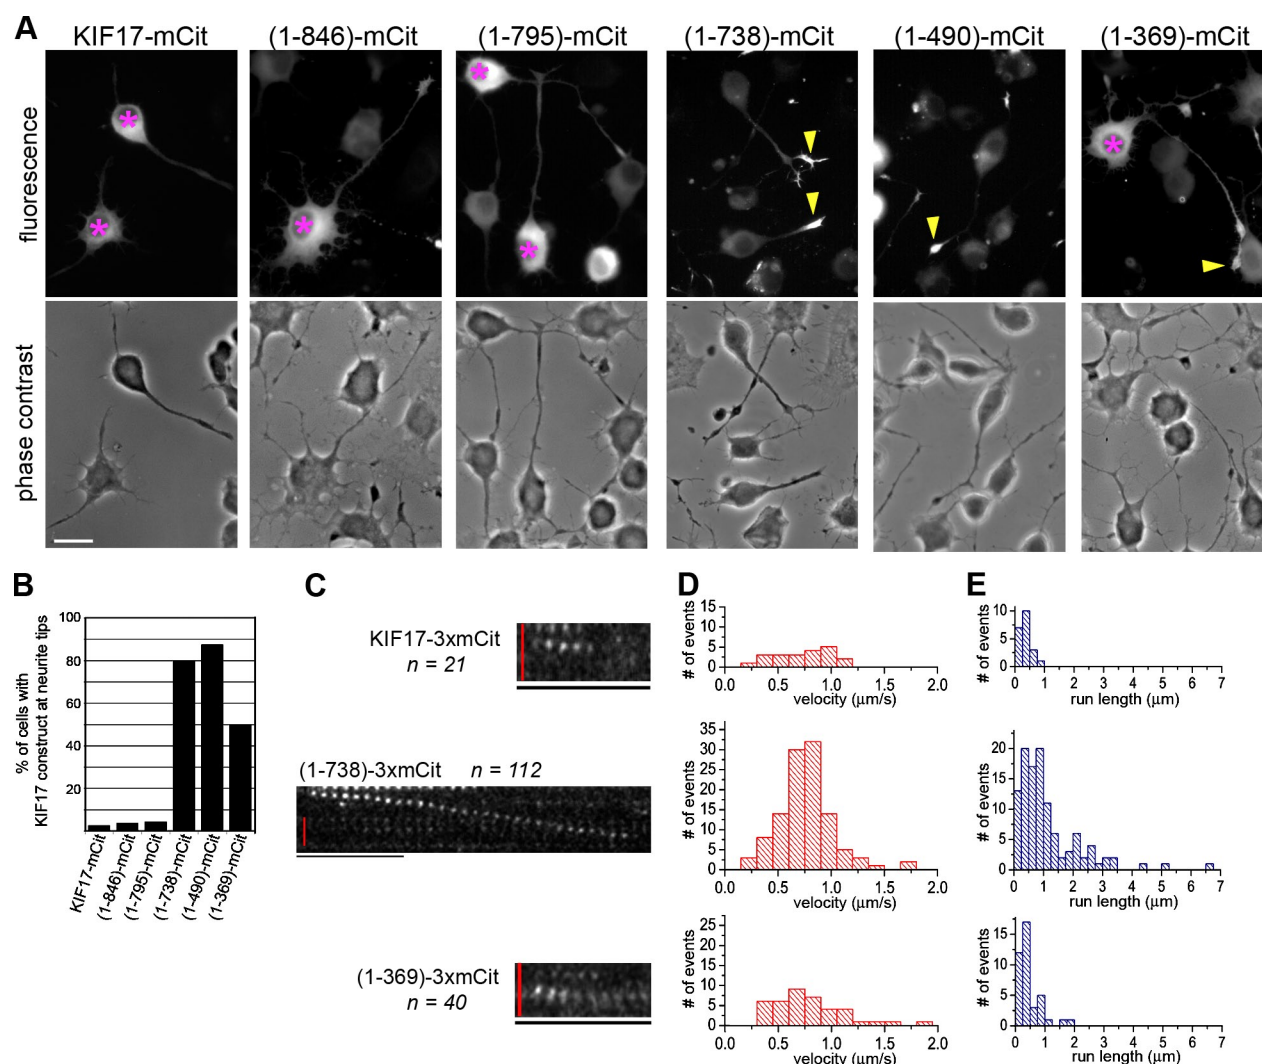 A
KIF17-mCit (1-846)-mCit (1-795)-mCit (1-738)-mCit (1-490)-mCit (1-369)-mCit
fluorescence
* * * * * *
phase contrast
B
% of cells with
KIF17 construct at neurite tips
100
80
60
40
20
KIF17-mCit
(1-846)-mCit
(1-795)-mCit
(1-738)-mCit
(1-490)-mCit
(1-369)-mCit
C
KIF17-3xmCit
n = 21
(1-738)-3xmCit n = 112
(1-369)-3xmCit
n = 40
D
# of events
15
10
5
0
0.0 0.5 1.0 1.5 2.0
velocity (μm/s)
# of events
35
30
25
20
15
10
5
0
0.0 0.5 1.0 1.5 2.0
velocity (μm/s)
# of events
25
20
15
10
5
0
0.0 0.5 1.0 1.5 2.0
velocity (μm/s)
E
# of events
10
5
0
0 1 2 3 4 5 6 7
run length (μm)
# of events
20
15
10
5
0
0 1 2 3 4 5 6 7
run length (μm)
# of events
15
10
5
0
0 1 2 3 4 5 6 7
run length (μm)